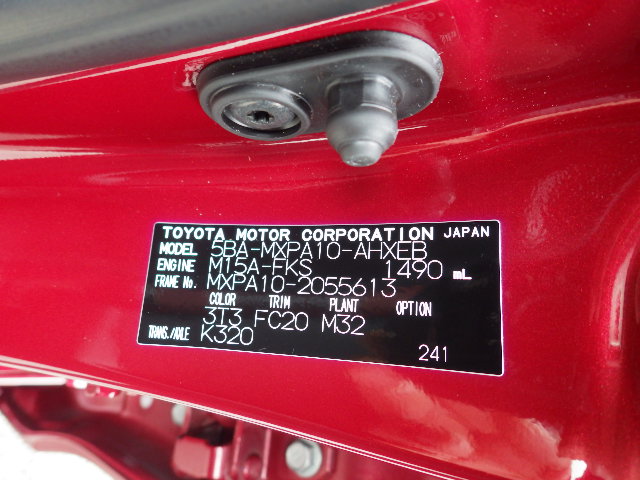 TOYOTA MOTOR CORPORATION JAPAN
MODEL 5BA-MXPA10-AHXEB
ENGINE M15A-FKS 1490 mL
FRAME No. MXPA10-2055613
COLOR TRIM PLANT OPTION
3T3 FC20 M32
TRANS./AXLE K320
241